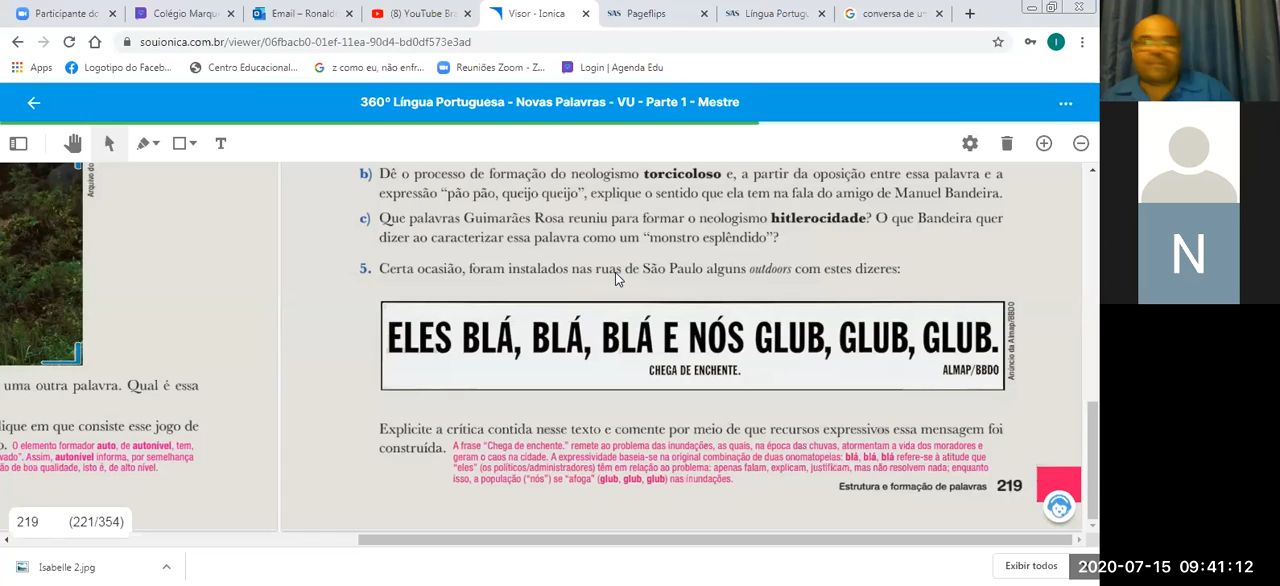 Participante do
Colégio Marqu
Email – Ronald
(8) YouTube Br
Visor - Ionica
SAS Pageflips
SAS Língua Portugu
conversa de u
souionica.com.br/viewer/06fbacb0-01ef-11ea-90d4-bd0df573e3ad
I
Apps
Logotipo do Faceb...
Centro Educacional...
z como eu, não enfr...
Reuniões Zoom - Z...
Login | Agenda Edu
360º Língua Portuguesa - Novas Palavras - VU - Parte 1 - Mestre
T
Arquivo do
b) Dê o processo de formação do neologismo torcicoloso e, a partir da oposição entre essa palavra e a
expressão “pão pão, queijo queijo”, explique o sentido que ela tem na fala do amigo de Manuel Bandeira.
c) Que palavras Guimarães Rosa reuniu para formar o neologismo hitlerocidade? O que Bandeira quer
dizer ao caracterizar essa palavra como um “monstro esplêndido”?
5. Certa ocasião, foram instalados nas ruas de São Paulo alguns outdoors com estes dizeres:
ELES BLÁ, BLÁ, BLÁ E NÓS GLUB, GLUB, GLUB.
CHEGA DE ENCHENTE.
ALMAP/BBDO
Anúncio da Almap/BBDO
uma outra palavra. Qual é essa
lique em que consiste esse jogo de
o. O elemento formador auto, de autonível, tem,
vado”. Assim, autonível informa, por semelhança
ção de boa qualidade, isto é, de alto nível.
Explicite a crítica contida nesse texto e comente por meio de que recursos expressivos essa mensagem foi
construída. A frase “Chega de enchente.” remete ao problema das inundações, as quais, na época das chuvas, atormentam a vida dos moradores e
geram o caos na cidade. A expressividade baseia-se na original combinação de duas onomatopeias: blá, blá, blá refere-se à atitude que
“eles” (os políticos/administradores) têm em relação ao problema: apenas falam, explicam, justificam, mas não resolvem nada; enquanto
isso, a população (“nós”) se “afoga” (glub, glub, glub) nas inundações.
Estrutura e formação de palavras 219
219 (221/354)
Isabelle 2.jpg
Exibir todos
N
2020-07-15 09:41:12